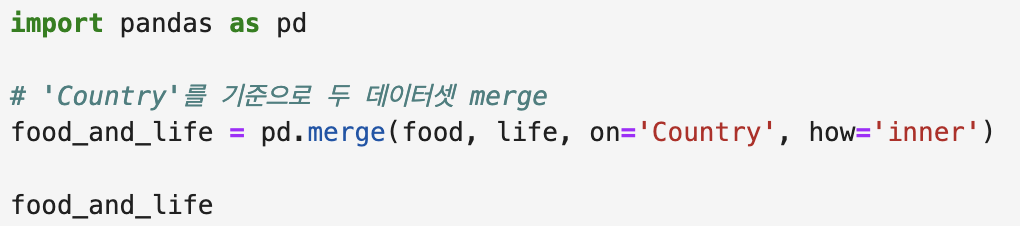 import pandas as pd
# 'Country'를 기준으로 두 데이터셋 merge
food_and_life = pd.merge(food, life, on='Country', how='inner')
food_and_life